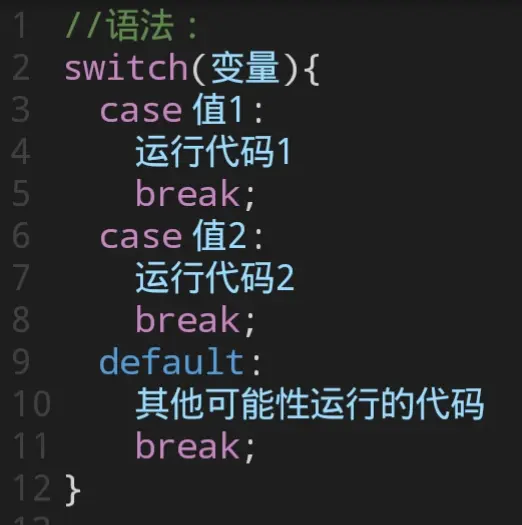 1 //语法：
2 switch(变量){
3 case 值1:
4 运行代码1
5 break;
6 case 值2:
7 运行代码2
8 break;
9 default:
10 其他可能性运行的代码
11 break;
12 }